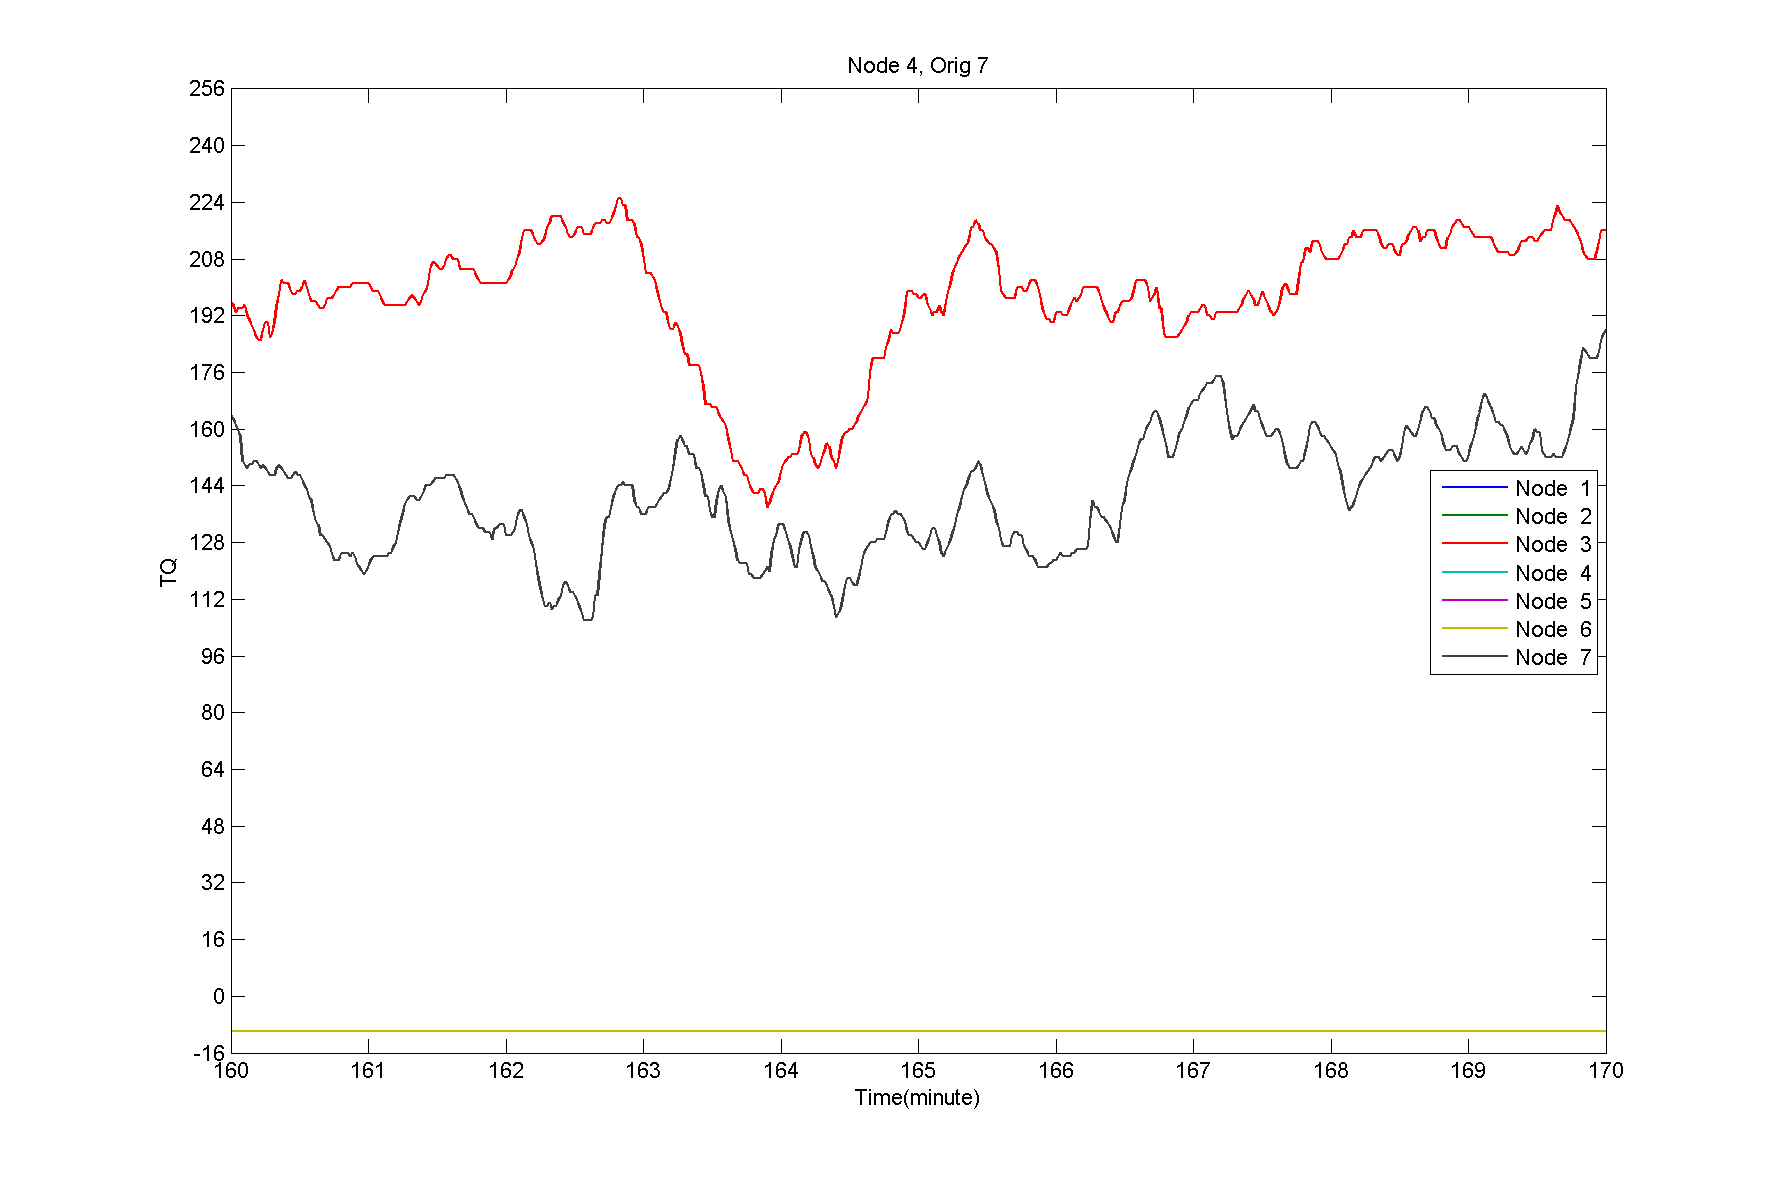 Node 4, Orig 7
256
240
224
208
192
176
160
144
128
112
96
80
64
48
32
16
0
-16
TQ
160 161 162 163 164 165 166 167 168 169 170
Time(minute)
Node 1
Node 2
Node 3
Node 4
Node 5
Node 6
Node 7